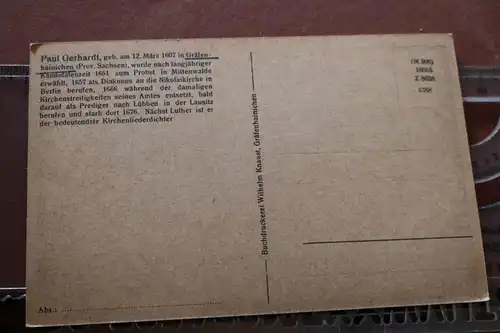 Paul Gerhardt, geb. am 12. März 1607 in Gräfen-
hainichen (Prov. Sachsen), wurde nach langjähriger
Kandidatenzeit 1651 zum Probst in Mittenwalde
erwählt, 1657 als Diakonus an die Nikolaikirche in
Berlin berufen, 1666 während der damaligen
Kirchenstreitigkeiten seines Amtes entsetzt, bald
darauf als Prediger nach Lübben in der Lausitz
berufen und starb dort 1676. Nächst Luther ist er
der bedeutendste Kirchenliederdichter
Buchdruckerei Wilhelm Knaust, Gräfenhainichen
Abs.: